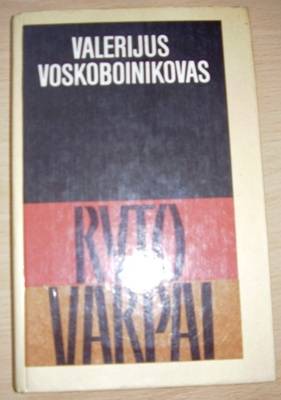 VALERIJUS
VOSKOBOINIKOVAS
RYTO
VARPAI